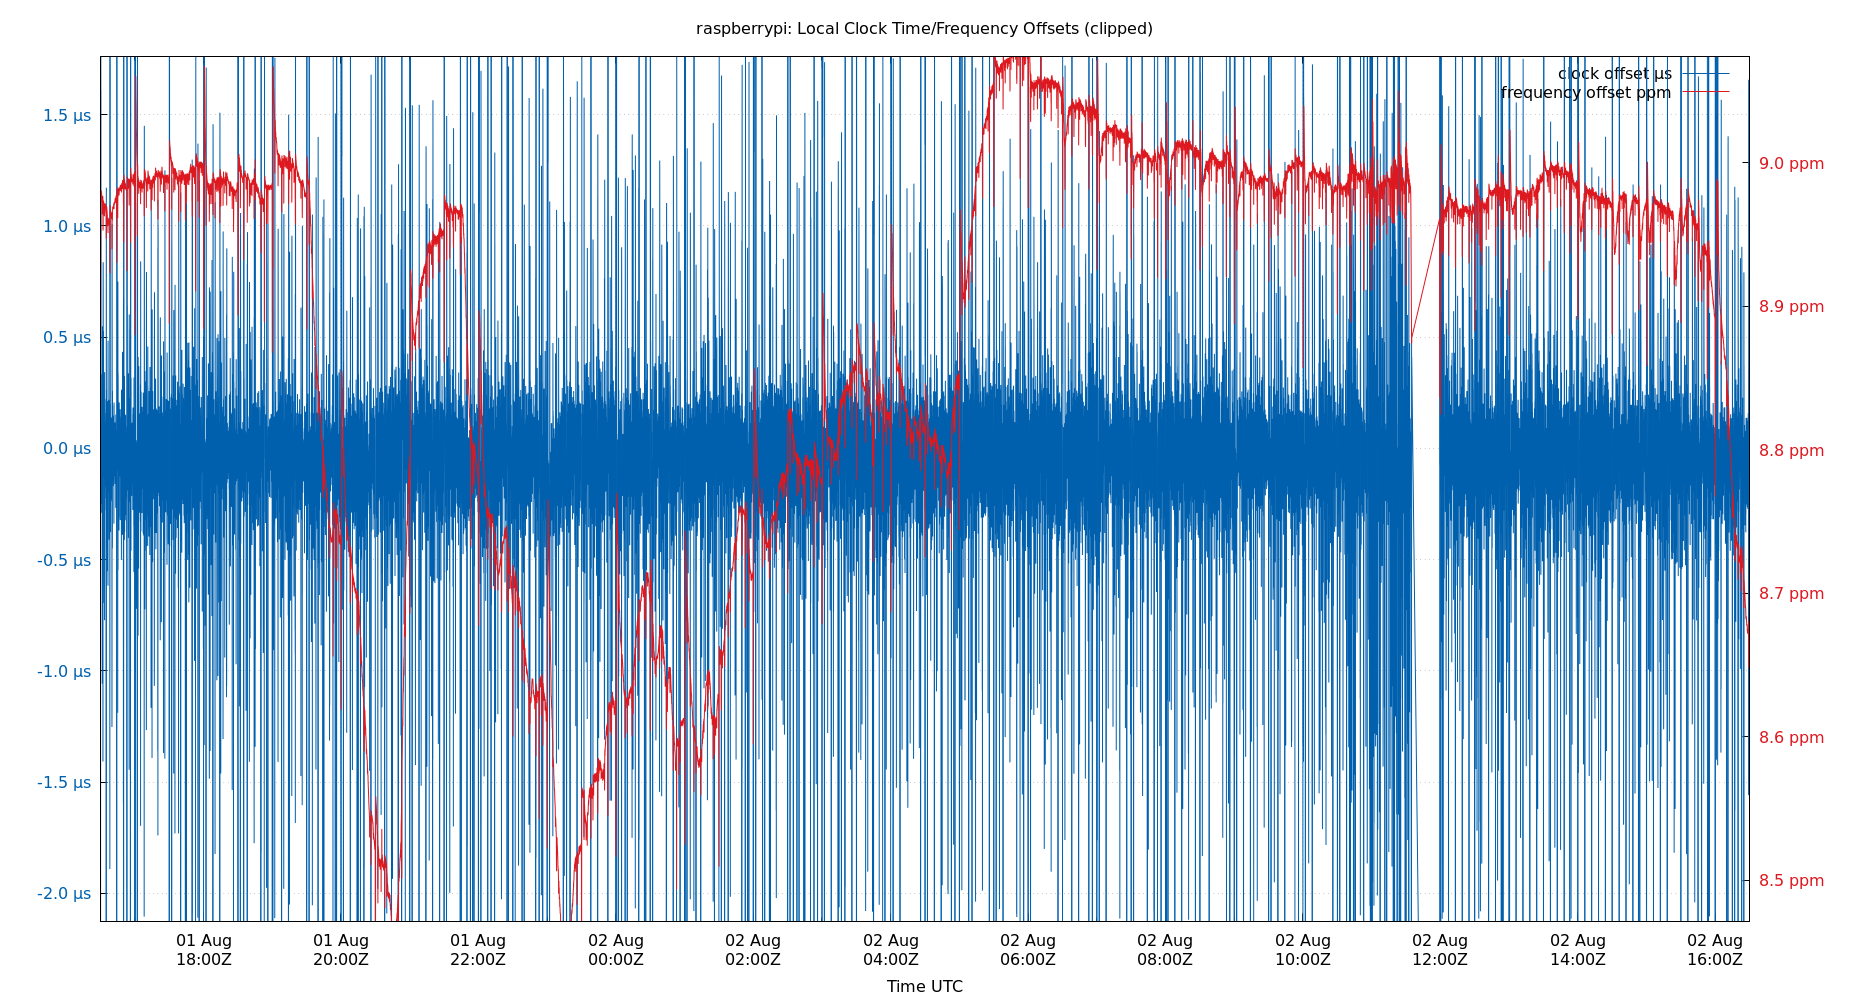 raspberrypi: Local Clock Time/Frequency Offsets (clipped)
clock offset µs
frequency offset ppm
1.5 µs
1.0 µs
0.5 µs
0.0 µs
-0.5 µs
-1.0 µs
-1.5 µs
-2.0 µs
9.0 ppm
8.9 ppm
8.8 ppm
8.7 ppm
8.6 ppm
8.5 ppm
01 Aug 01 Aug 01 Aug 02 Aug 02 Aug 02 Aug 02 Aug 02 Aug 02 Aug 02 Aug 02 Aug 02 Aug
18:00Z 20:00Z 22:00Z 00:00Z 02:00Z 04:00Z 06:00Z 08:00Z 10:00Z 12:00Z 14:00Z 16:00Z
Time UTC